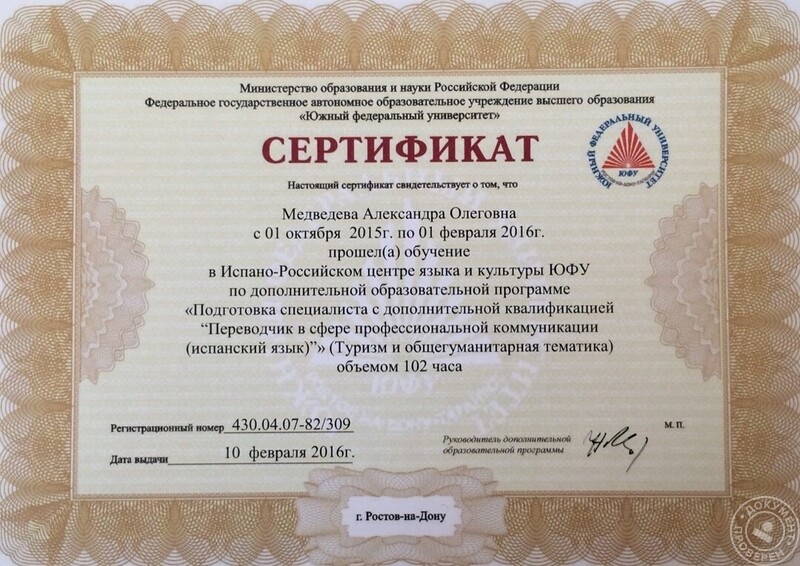 Министерство образования и науки Российской Федерации
Федеральное государственное автономное образовательное учреждение высшего образования
«Южный федеральный университет»
СЕРТИФИКАТ
ЮЖНЫЙ ФЕДЕРАЛЬНЫЙ УНИВЕРСИТЕТ
ЮФУ
Настоящий сертификат свидетельствует о том, что
Медведева Александра Олеговна
с 01 октября 2015г. по 01 февраля 2016г.
прошел(а) обучение
в Испано-Российском центре языка и культуры ЮФУ
по дополнительной образовательной программе
«Подготовка специалиста с дополнительной квалификацией
“Переводчик в сфере профессиональной коммуникации
(испанский язык)”» (Туризм и общегуманитарная тематика)
объемом 102 часа
Регистрационный номер 430.04.07-82/309
Дата выдачи 10 февраля 2016г.
Руководитель дополнительной
образовательной программы
М. П.
г. Ростов-на-Дону
ДОКУМЕНТ ПРОВЕРЕН